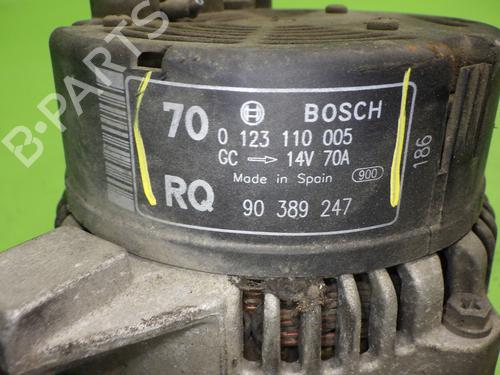 70 BOSCH
0 123 110 005
GC → 14V 70A
Made in Spain 900
RQ 90 389 247
186
B-PARTS